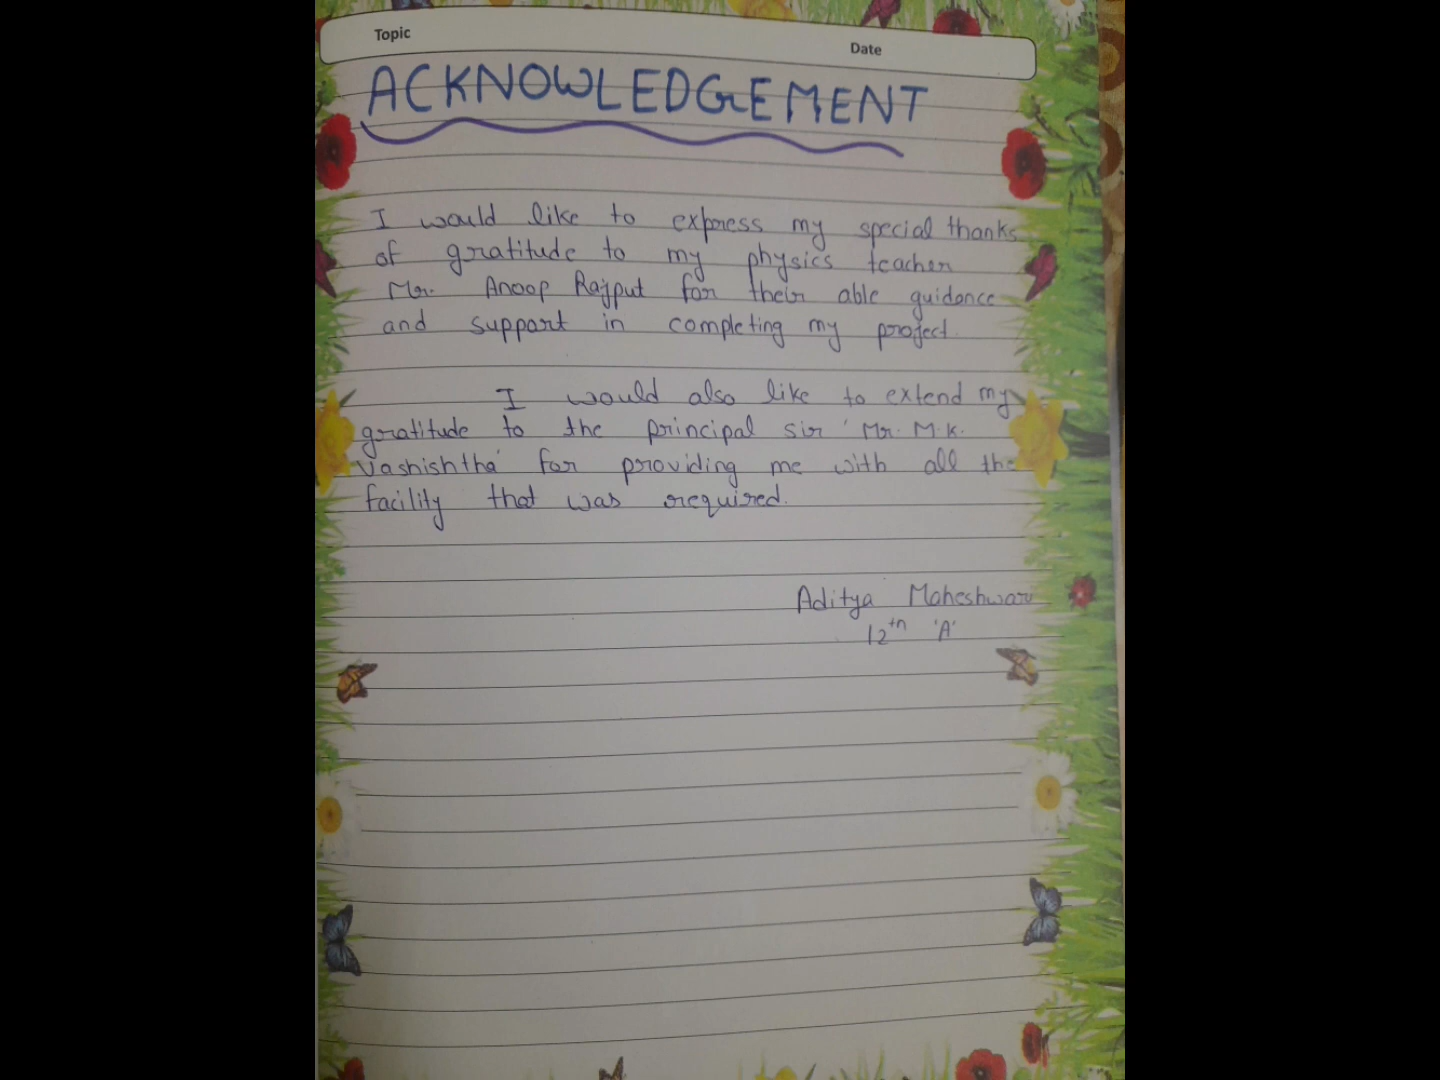 Topic
Date
ACKNOWLEDGEMENT
I would like to express my special thanks
of gratitude to my physics teacher
Mr. Anoop Rajput for their able guidance
and support in completing my project.
I would also like to extend my
gratitude to the principal sir 'Mr. M.K.
Vashishtha' for providing me with all the
facility that was required.
Aditya Maheshwari
12th 'A'